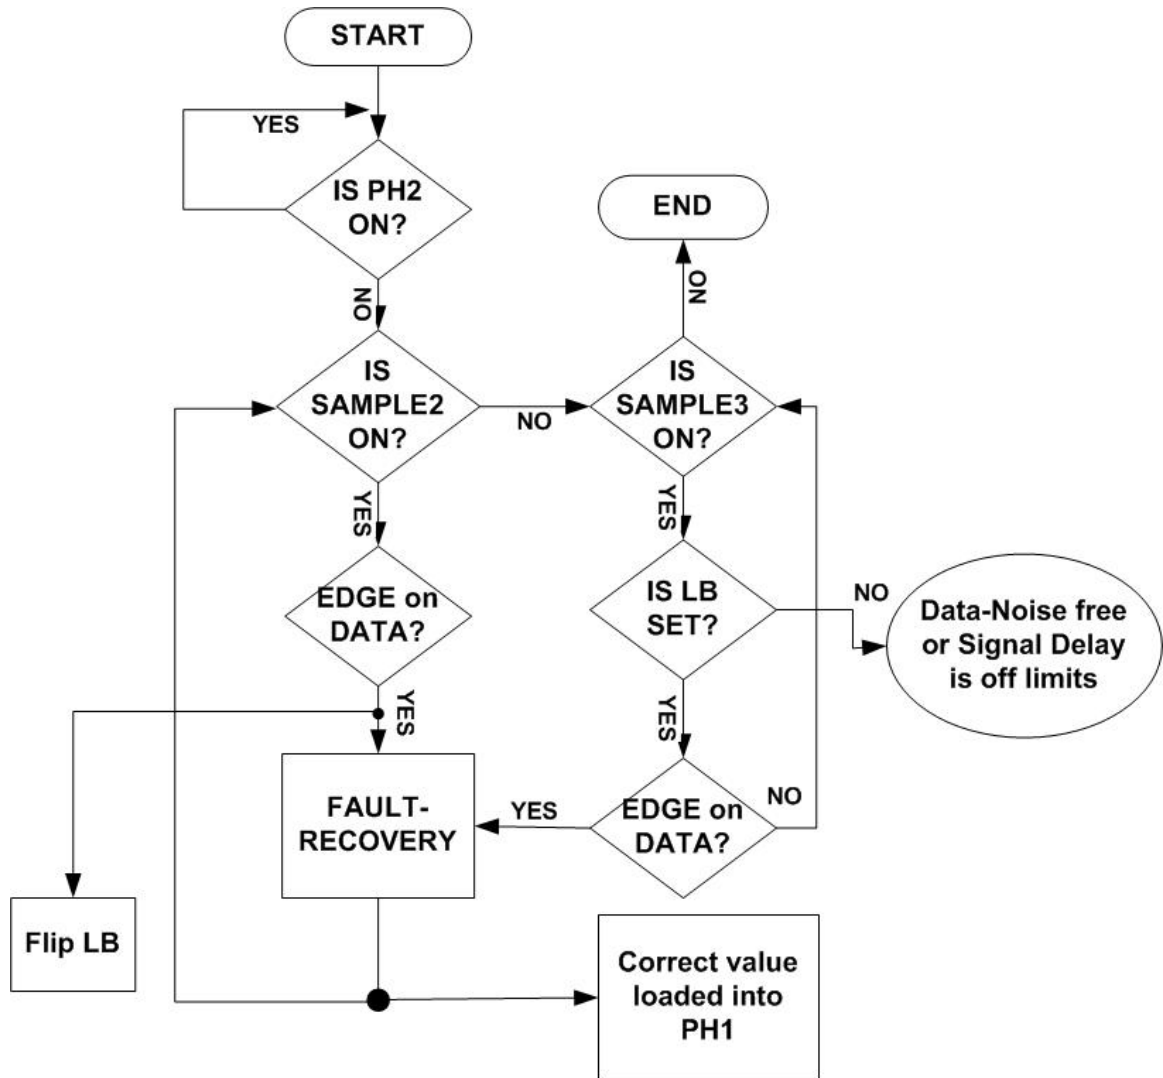 START
YES
IS PH2
ON?
NO
END
NO
IS
SAMPLE2
ON?
NO
IS
SAMPLE3
ON?
YES
EDGE on
DATA?
YES
IS LB
SET?
NO
Data-Noise free
or Signal Delay
is off limits
YES
YES
FAULT-
RECOVERY
YES
EDGE on
DATA?
NO
Flip LB
Correct value
loaded into
PH1